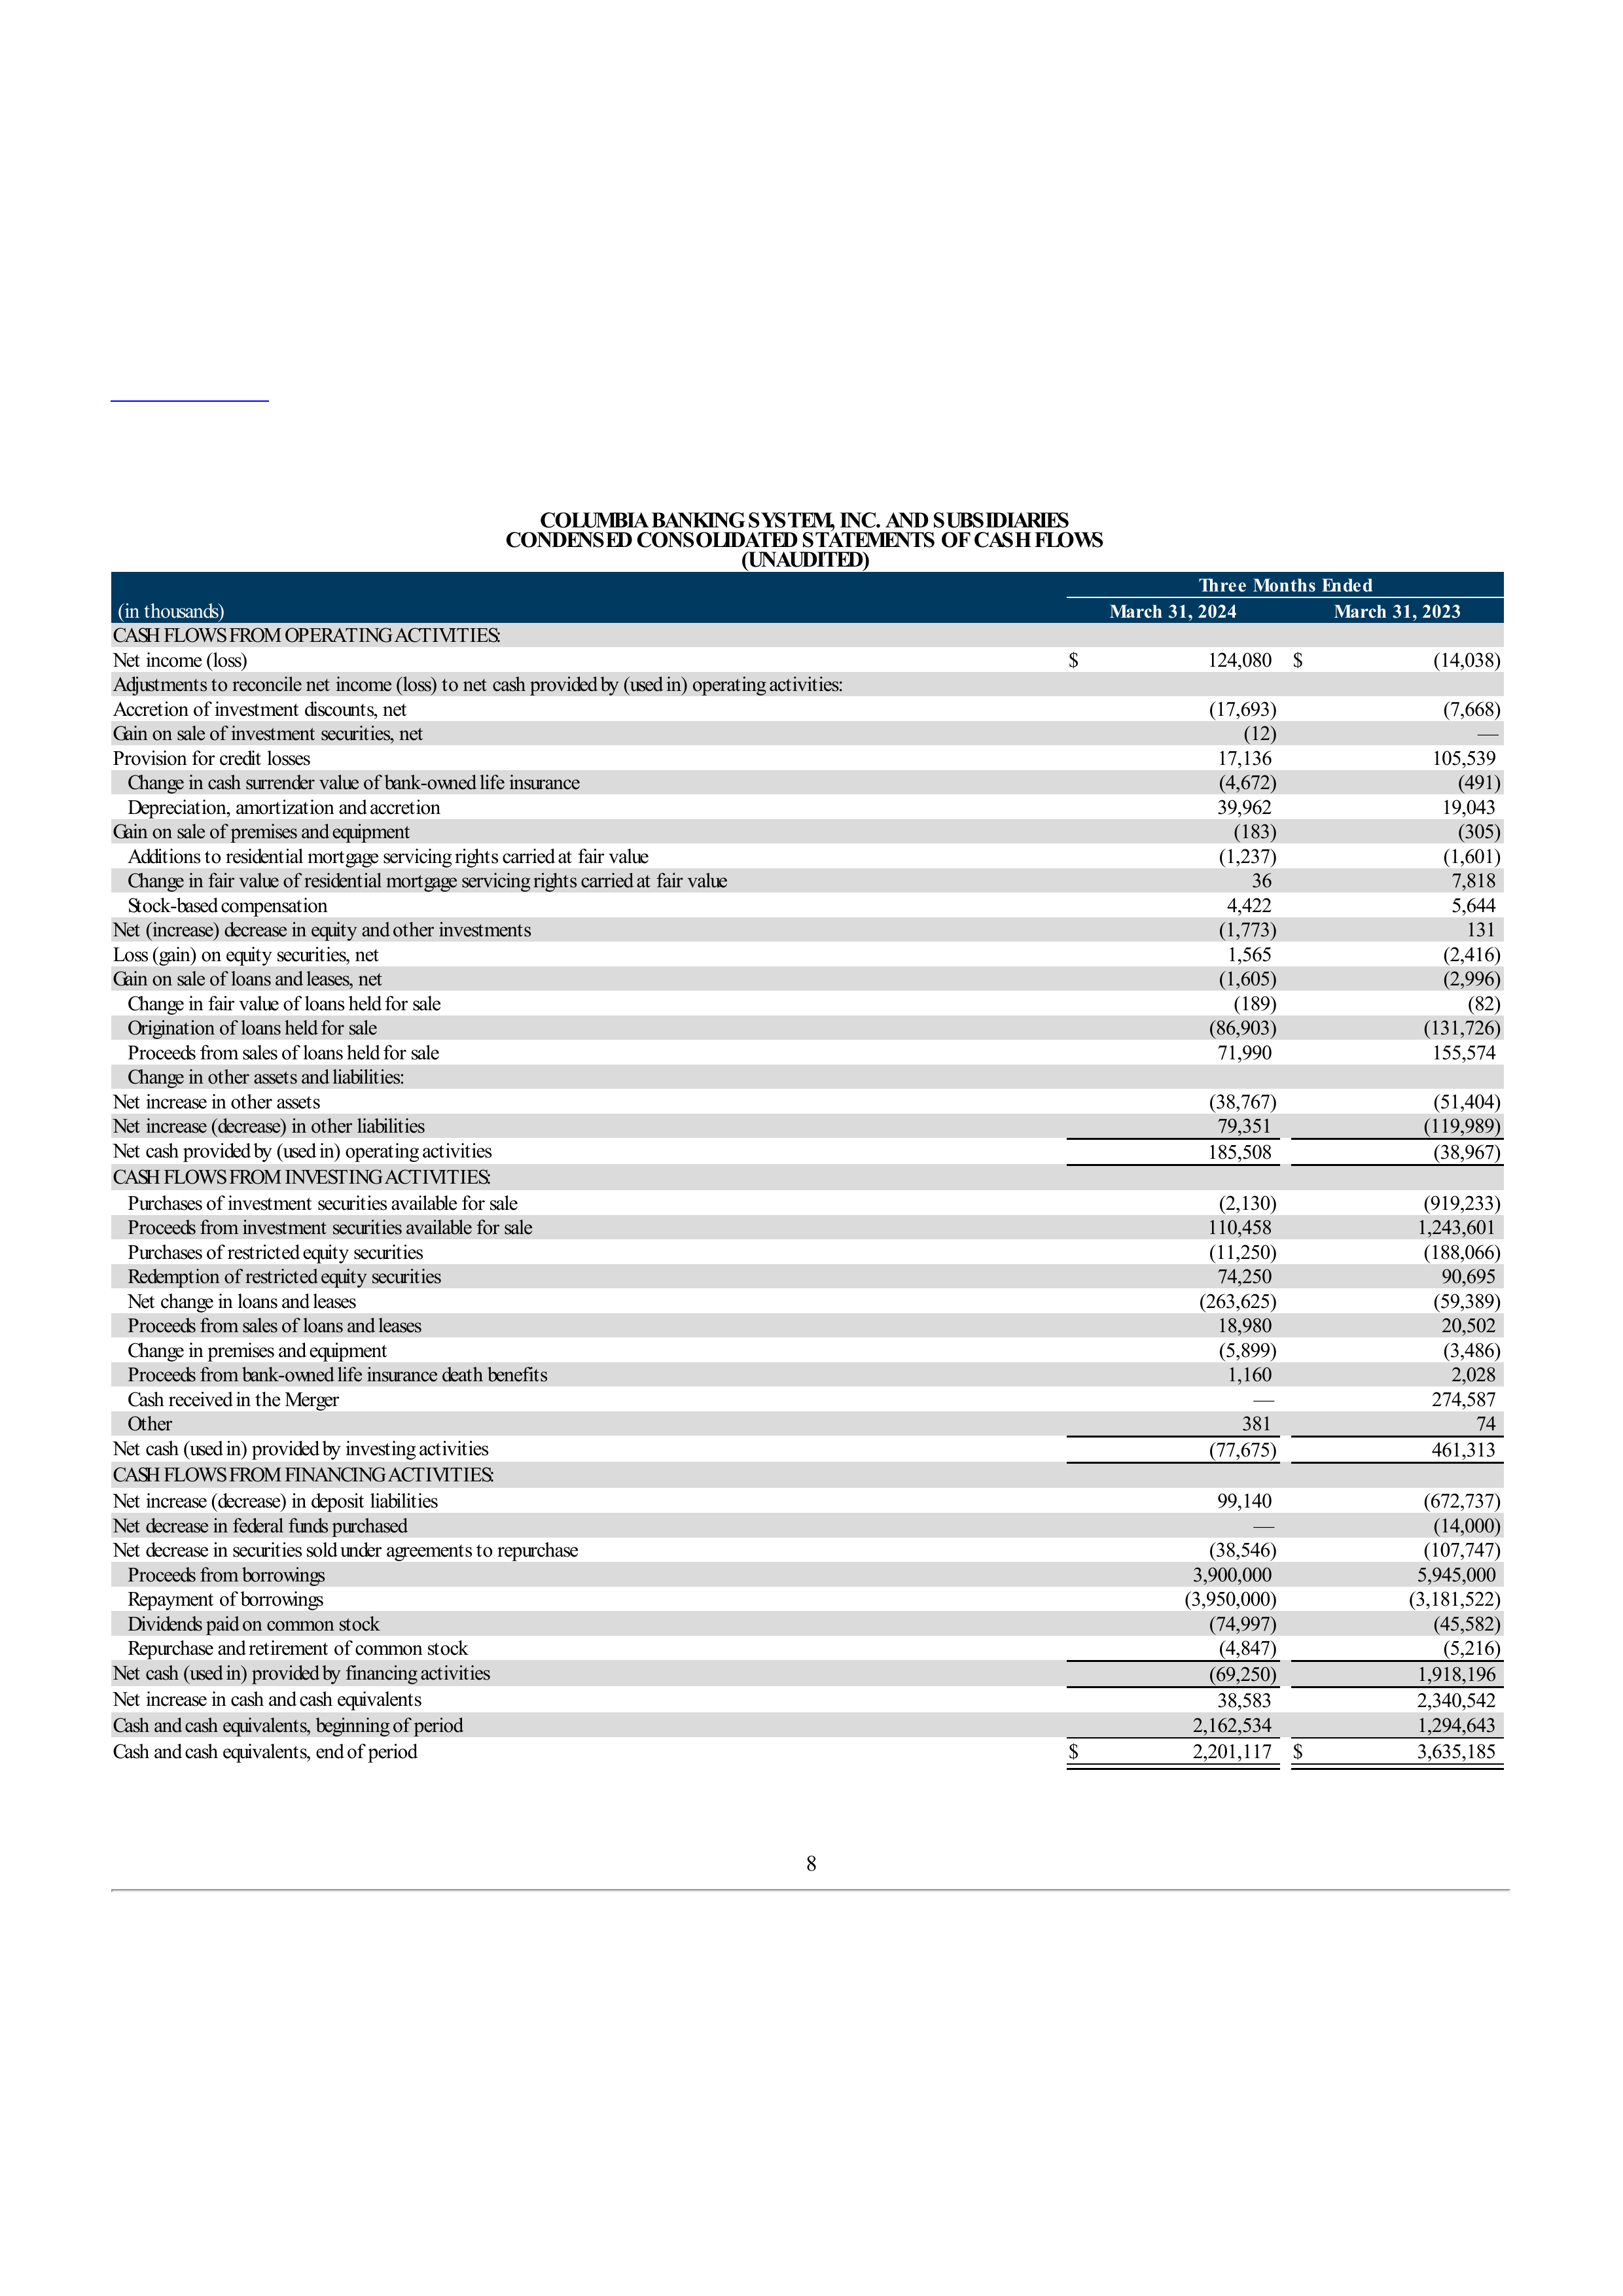 COLUMBIA BANKING SYSTEM, INC. AND SUBSIDIARIES
CONDENSED CONSOLIDATED STATEMENTS OF CASH FLOWS
(UNAUDITED)
Three Months Ended
(in thousands) March 31, 2024 March 31, 2023
CASH FLOWS FROM OPERATING ACTIVITIES:
Net income (loss) $ 124,080 $ (14,038)
Adjustments to reconcile net income (loss) to net cash provided by (used in) operating activities:
Accretion of investment discounts, net (17,693) (7,668)
Gain on sale of investment securities, net (12) —
Provision for credit losses 17,136 105,539
Change in cash surrender value of bank-owned life insurance (4,672) (491)
Depreciation, amortization and accretion 39,962 19,043
Gain on sale of premises and equipment (183) (305)
Additions to residential mortgage servicing rights carried at fair value (1,237) (1,601)
Change in fair value of residential mortgage servicing rights carried at fair value 36 7,818
Stock-based compensation 4,422 5,644
Net (increase) decrease in equity and other investments (1,773) 131
Loss (gain) on equity securities, net 1,565 (2,416)
Gain on sale of loans and leases, net (1,605) (2,996)
Change in fair value of loans held for sale (189) (82)
Origination of loans held for sale (86,903) (131,726)
Proceeds from sales of loans held for sale 71,990 155,574
Change in other assets and liabilities:
Net increase in other assets (38,767) (51,404)
Net increase (decrease) in other liabilities 79,351 (119,989)
Net cash provided by (used in) operating activities 185,508 (38,967)
CASH FLOWS FROM INVESTING ACTIVITIES:
Purchases of investment securities available for sale (2,130) (919,233)
Proceeds from investment securities available for sale 110,458 1,243,601
Purchases of restricted equity securities (11,250) (188,066)
Redemption of restricted equity securities 74,250 90,695
Net change in loans and leases (263,625) (59,389)
Proceeds from sales of loans and leases 18,980 20,502
Change in premises and equipment (5,899) (3,486)
Proceeds from bank-owned life insurance death benefits 1,160 2,028
Cash received in the Merger — 274,587
Other 381 74
Net cash (used in) provided by investing activities (77,675) 461,313
CASH FLOWS FROM FINANCING ACTIVITIES:
Net increase (decrease) in deposit liabilities 99,140 (672,737)
Net decrease in federal funds purchased — (14,000)
Net decrease in securities sold under agreements to repurchase (38,546) (107,747)
Proceeds from borrowings 3,900,000 5,945,000
Repayment of borrowings (3,950,000) (3,181,522)
Dividends paid on common stock (74,997) (45,582)
Repurchase and retirement of common stock (4,847) (5,216)
Net cash (used in) provided by financing activities (69,250) 1,918,196
Net increase in cash and cash equivalents 38,583 2,340,542
Cash and cash equivalents, beginning of period 2,162,534 1,294,643
Cash and cash equivalents, end of period $ 2,201,117 $ 3,635,185
8